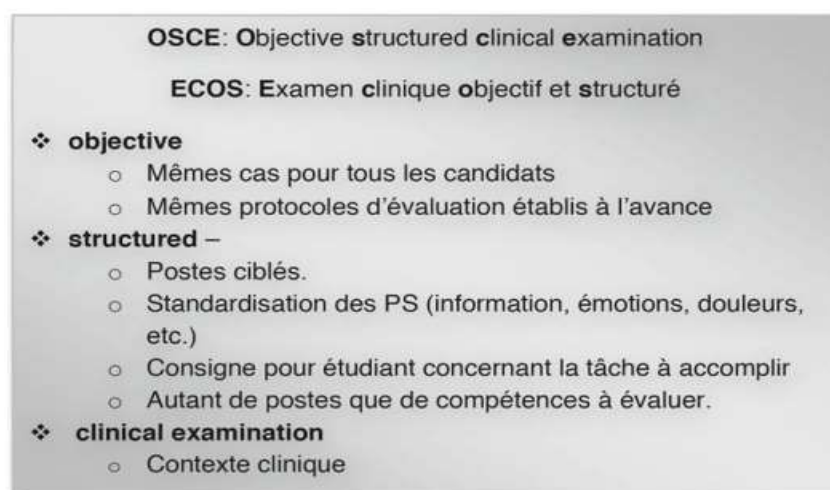 OSCE: Objective structured clinical examination
ECOS: Examen clinique objectif et structuré
❖ objective
o Mêmes cas pour tous les candidats
o Mêmes protocoles d'évaluation établis à l'avance
❖ structured –
o Postes ciblés.
o Standardisation des PS (information, émotions, douleurs,
etc.)
o Consigne pour étudiant concernant la tâche à accomplir
o Autant de postes que de compétences à évaluer.
❖ clinical examination
o Contexte clinique